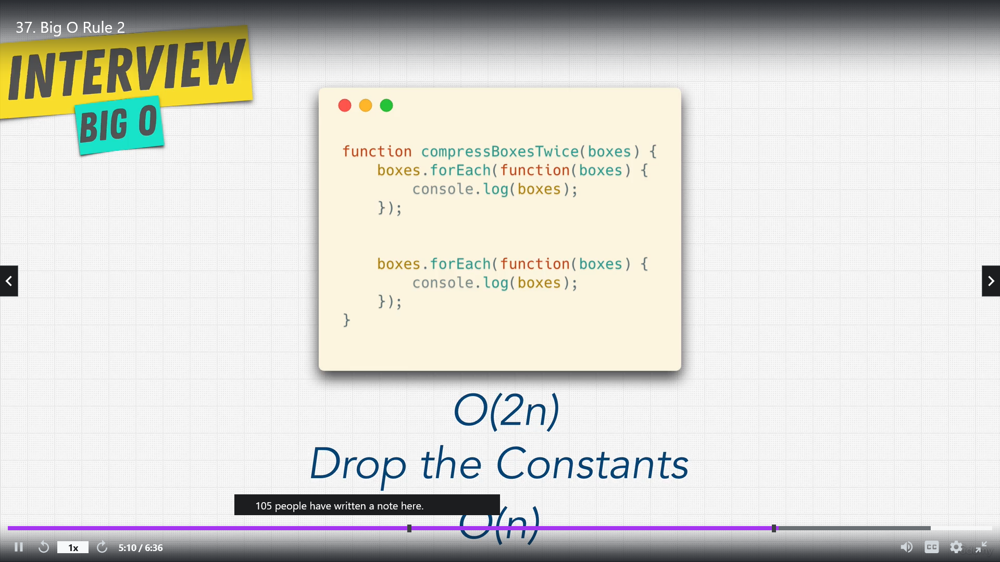 37. Big O Rule 2
INTERVIEW
BIG O
function compressBoxesTwice(boxes) {
    boxes.forEach(function(boxes) {
        console.log(boxes);
    });
    boxes.forEach(function(boxes) {
        console.log(boxes);
    });
}
O(2n)
Drop the Constants
105 people have written a note here.
O(n)
1x
5:10 / 6:36
CC